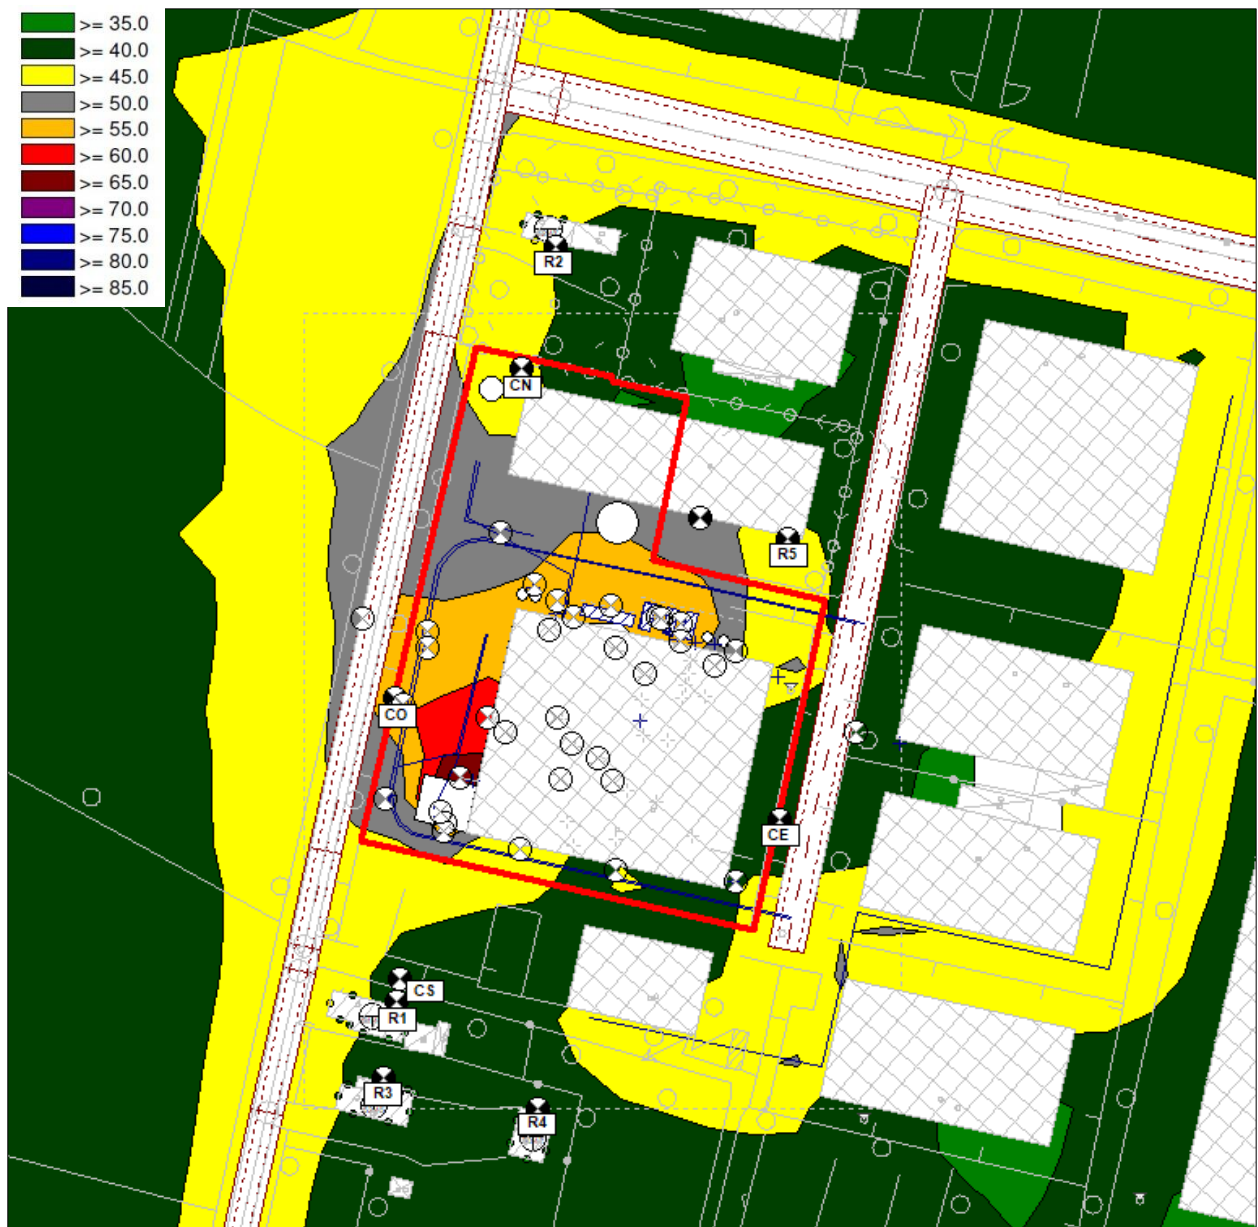 >= 35.0
>= 40.0
>= 45.0
>= 50.0
>= 55.0
>= 60.0
>= 65.0
>= 70.0
>= 75.0
>= 80.0
>= 85.0
R2
CN
R5
CO
CE
CS
R1
R3
R4